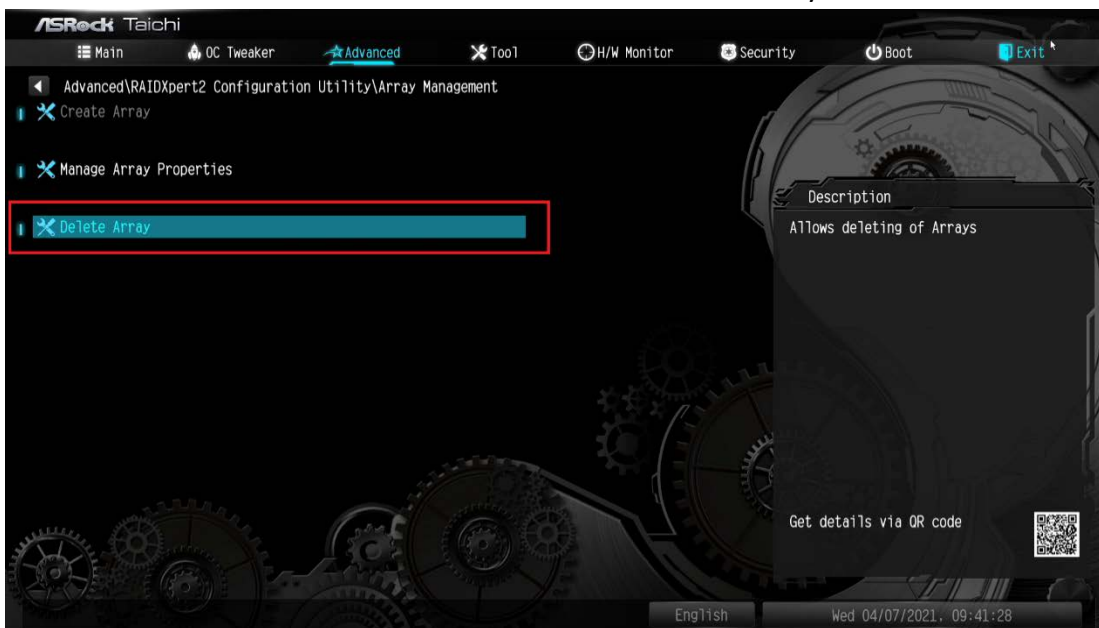 ASRock Taichi
Main OC Tweaker Advanced Tool H/W Monitor Security Boot Exit
Advanced\RAIDXpert2 Configuration Utility\Array Management
Create Array
Manage Array Properties
Delete Array
Description
Allows deleting of Arrays
Get details via QR code
English Wed 04/07/2021, 09:41:28